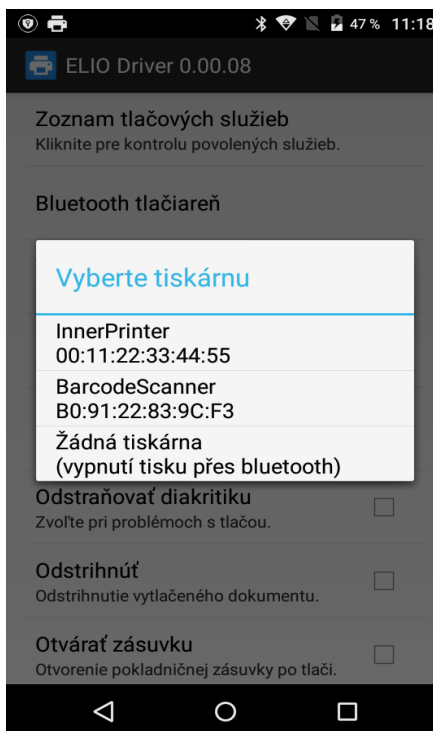 47 % 11:18
ELIO Driver 0.00.08
Zoznam tlačových služieb
Kliknite pre kontrolu povolených služieb.
Bluetooth tlačiareň
Vyberte tiskárnu
InnerPrinter
00:11:22:33:44:55
BarcodeScanner
B0:91:22:83:9C:F3
Žádná tiskárna
(vypnutí tisku přes bluetooth)
Odstraňovať diakritiku
Zvoľte pri problémoch s tlačou.
Odstrihnúť
Odstrihnutie vytlačeného dokumentu.
Otvárať zásuvku
Otvorenie pokladničnej zásuvky po tlači.